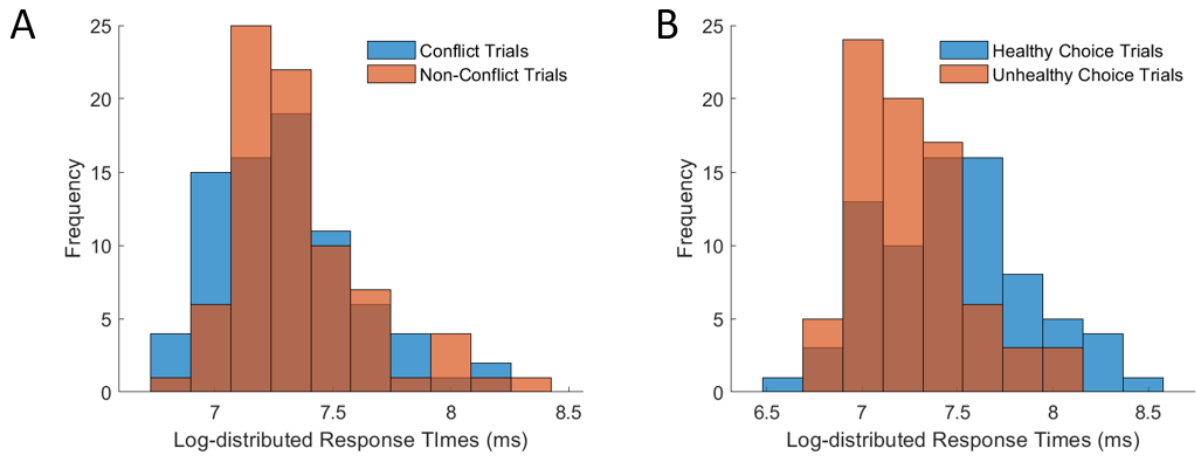 A
25
20
15
10
5
0
Frequency
Conflict Trials
Non-Conflict Trials
7
7.5
8
8.5
Log-distributed Response TImes (ms)
B
25
20
15
10
5
0
Frequency
Healthy Choice Trials
Unhealthy Choice Trials
6.5
7
7.5
8
8.5
Log-distributed Response Times (ms)